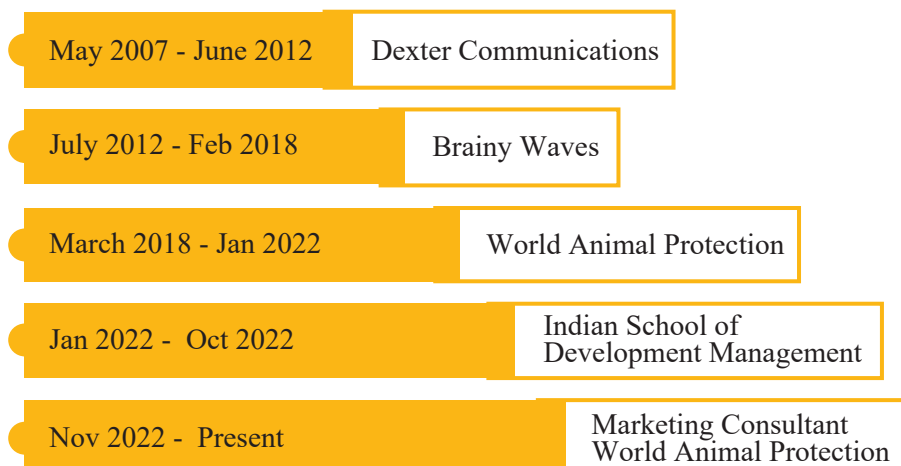 May 2007 - June 2012
Dexter Communications
July 2012 - Feb 2018
Brainy Waves
March 2018 - Jan 2022
World Animal Protection
Jan 2022 -  Oct 2022
Indian School of
Development Management
Nov 2022 -  Present
Marketing Consultant
World Animal Protection